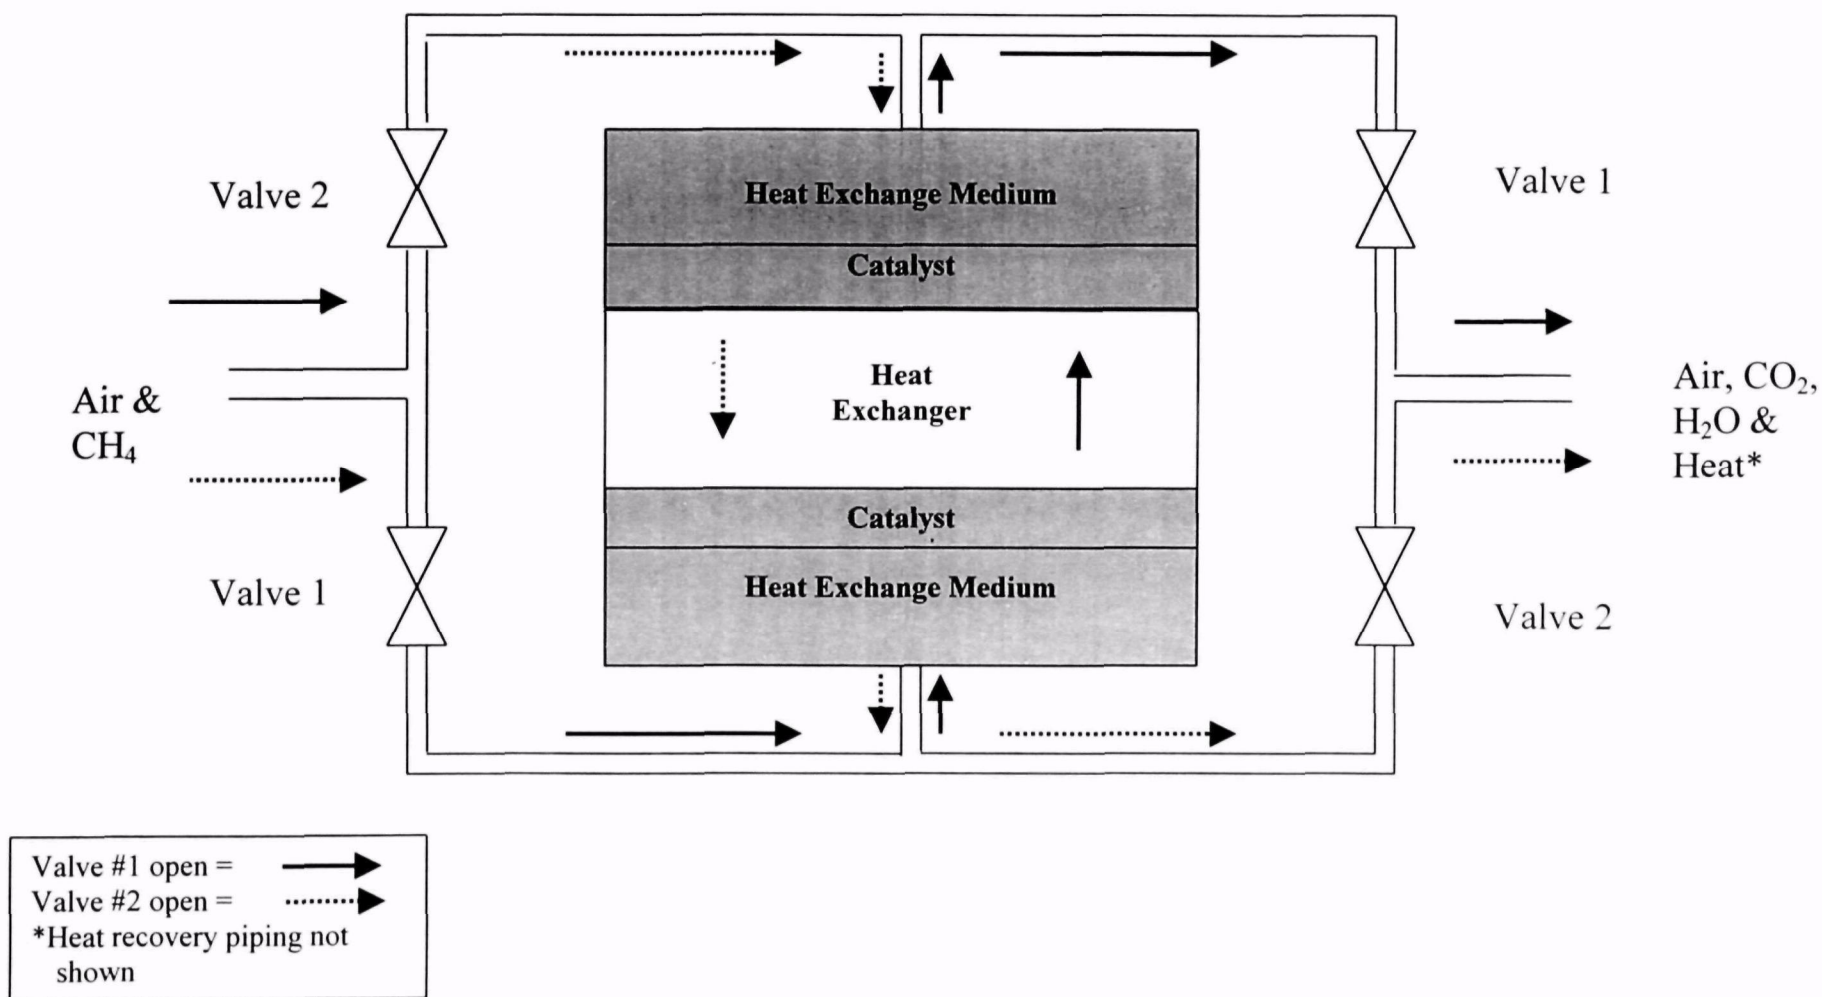 Valve 2
Heat Exchange Medium
Valve 1
Catalyst
Air &
CH₄
Heat
Exchanger
Air, CO₂,
H₂O &
Heat*
Catalyst
Valve 1
Heat Exchange Medium
Valve 2
Valve #1 open =
Valve #2 open =
*Heat recovery piping not
shown